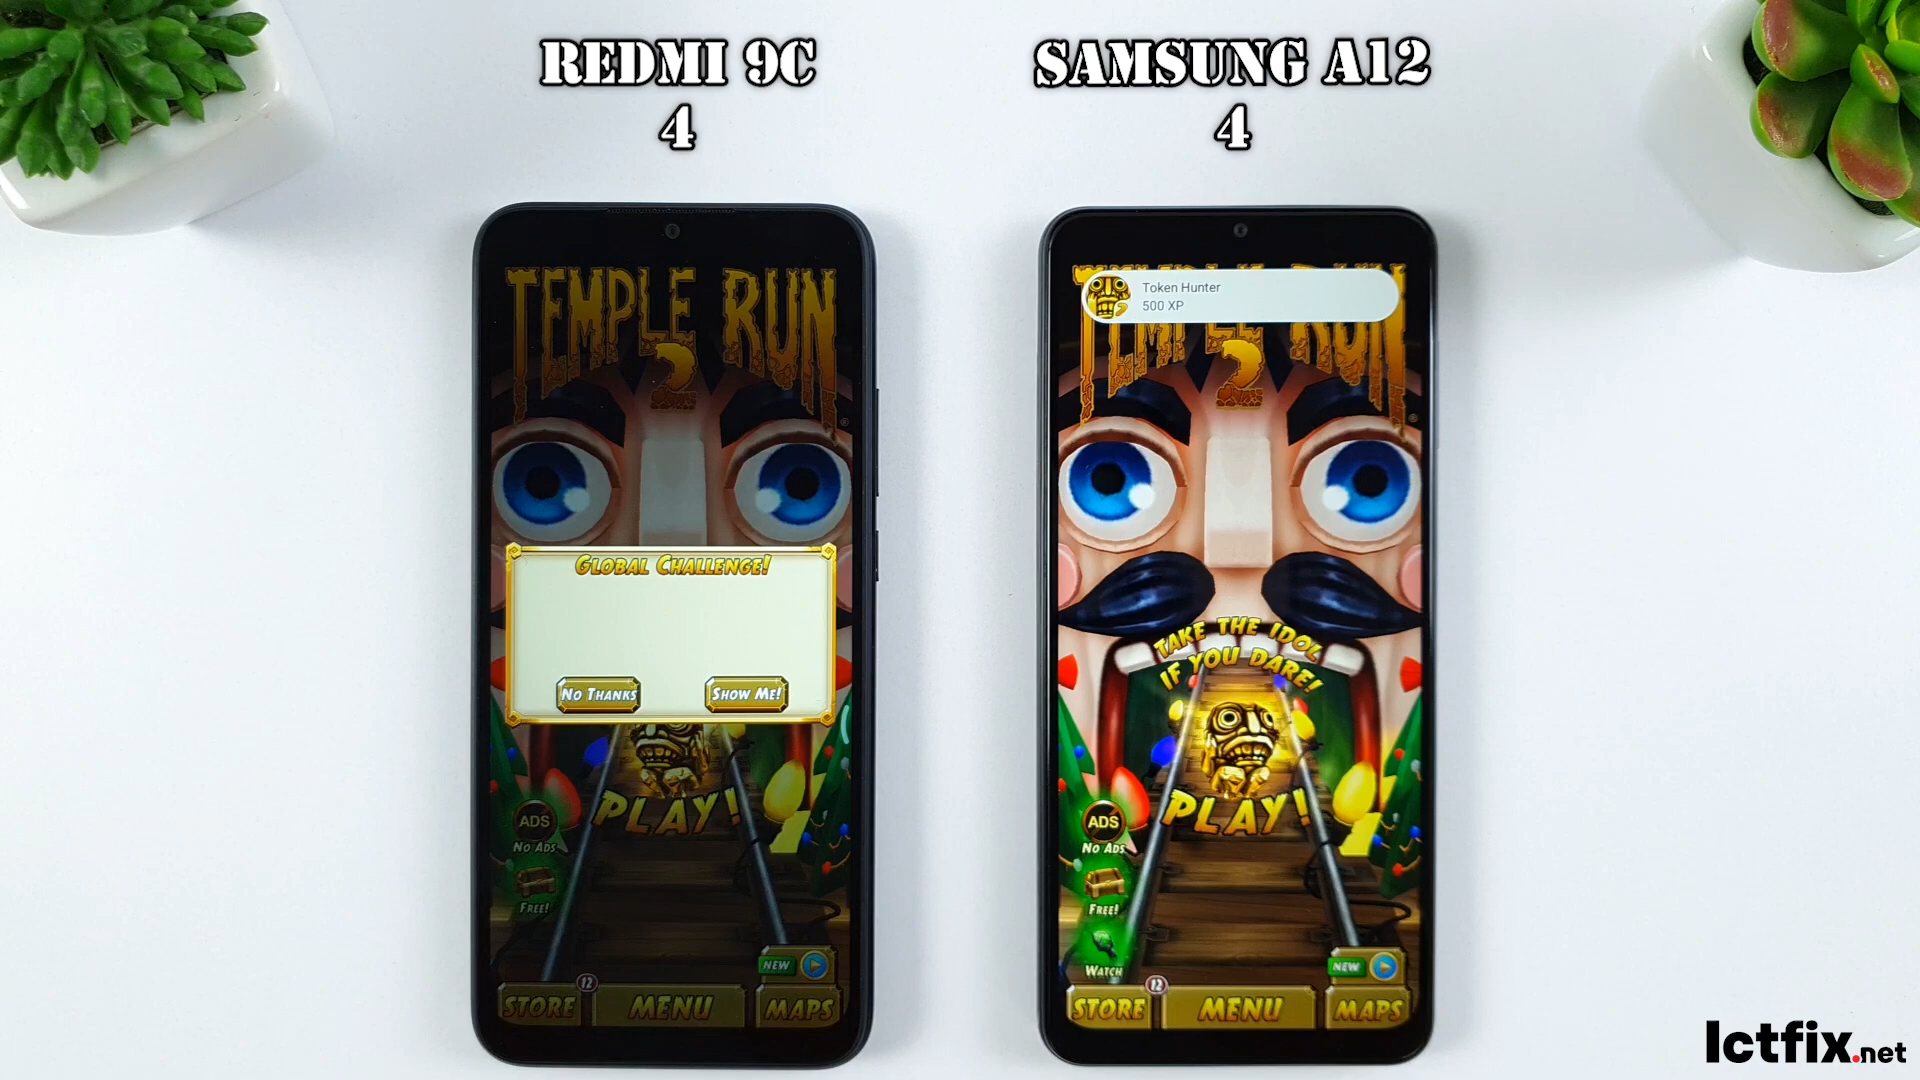 REDMI 9C
4
SAMSUNG A12
4
TEMPLE RUN
2
®
GLOBAL CHALLENGE!
NO THANKS
SHOW ME!
PLAY!
ADS
NO ADS
FREE!
NEW
12
STORE
MENU
MAPS
Token Hunter
500 XP
TEMPLE RUN
2
®
TAKE THE IDOL
IF YOU DARE!
PLAY!
ADS
NO ADS
FREE!
WATCH
NEW
12
STORE
MENU
MAPS
Ictfix.net